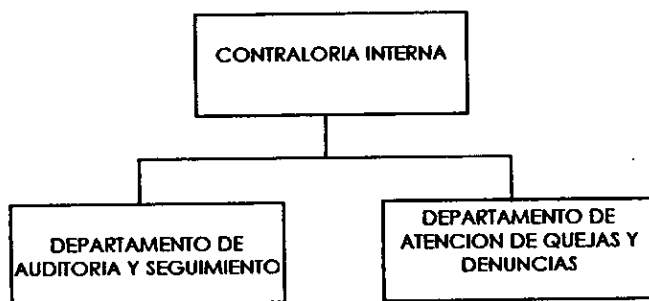 CONTRALORIA INTERNA
DEPARTAMENTO DE
AUDITORIA Y SEGUIMIENTO
DEPARTAMENTO DE
ATENCION DE QUEJAS Y
DENUNCIAS